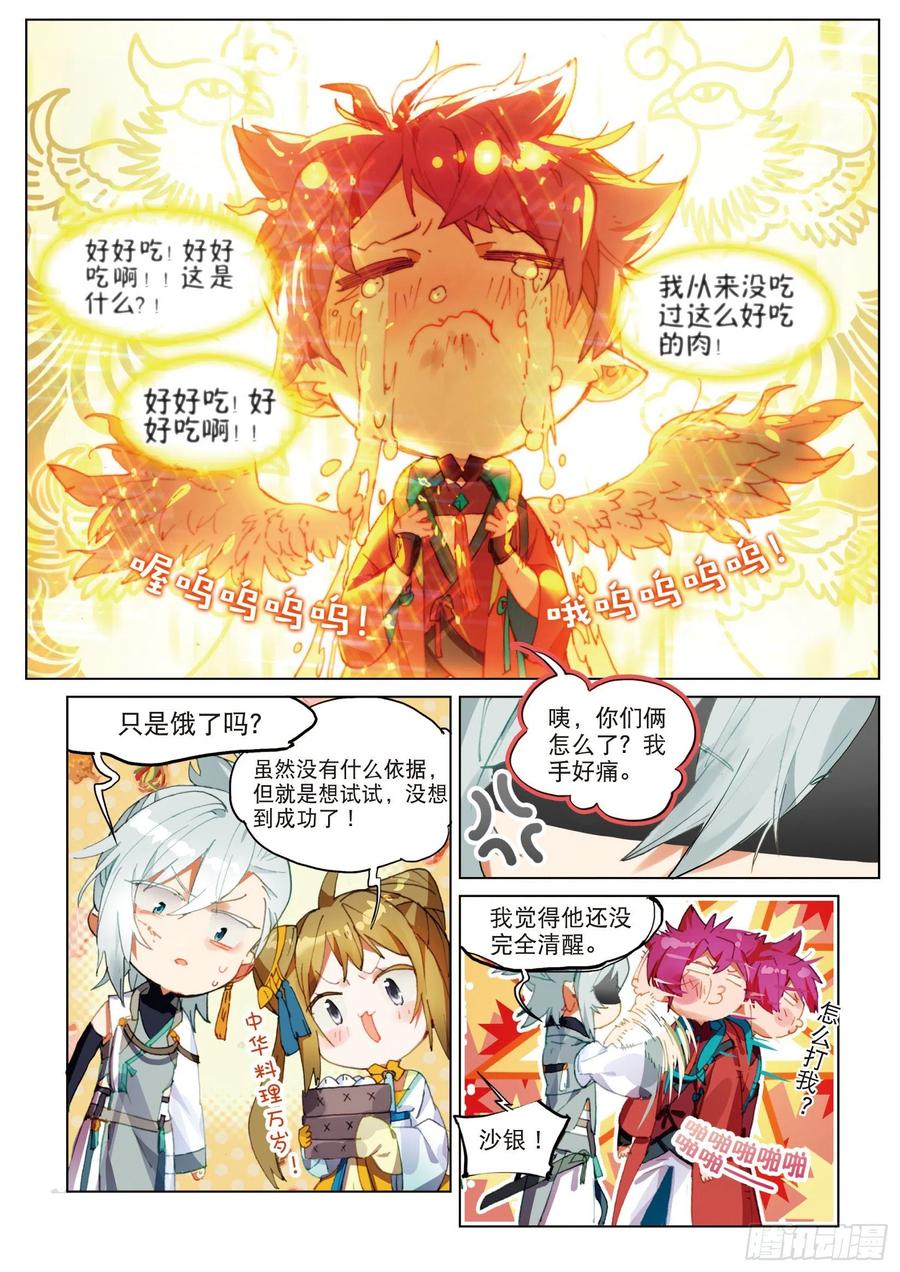 好好吃！好好
吃啊！！这是
什么？！
我从来没吃
过这么好吃
的肉！
好好吃！好
好吃啊！！
喔呜呜呜呜！
哦呜呜呜呜！
只是饿了吗？
虽然没有什么依据，
但就是想试试，没想
到成功了！
中华料理万岁！
咦，你们俩
怎么了？我
手好痛。
我觉得他还没
完全清醒。
怎么打我？
沙银！
啪啪啪啪啪
啪啪——
腾讯动漫